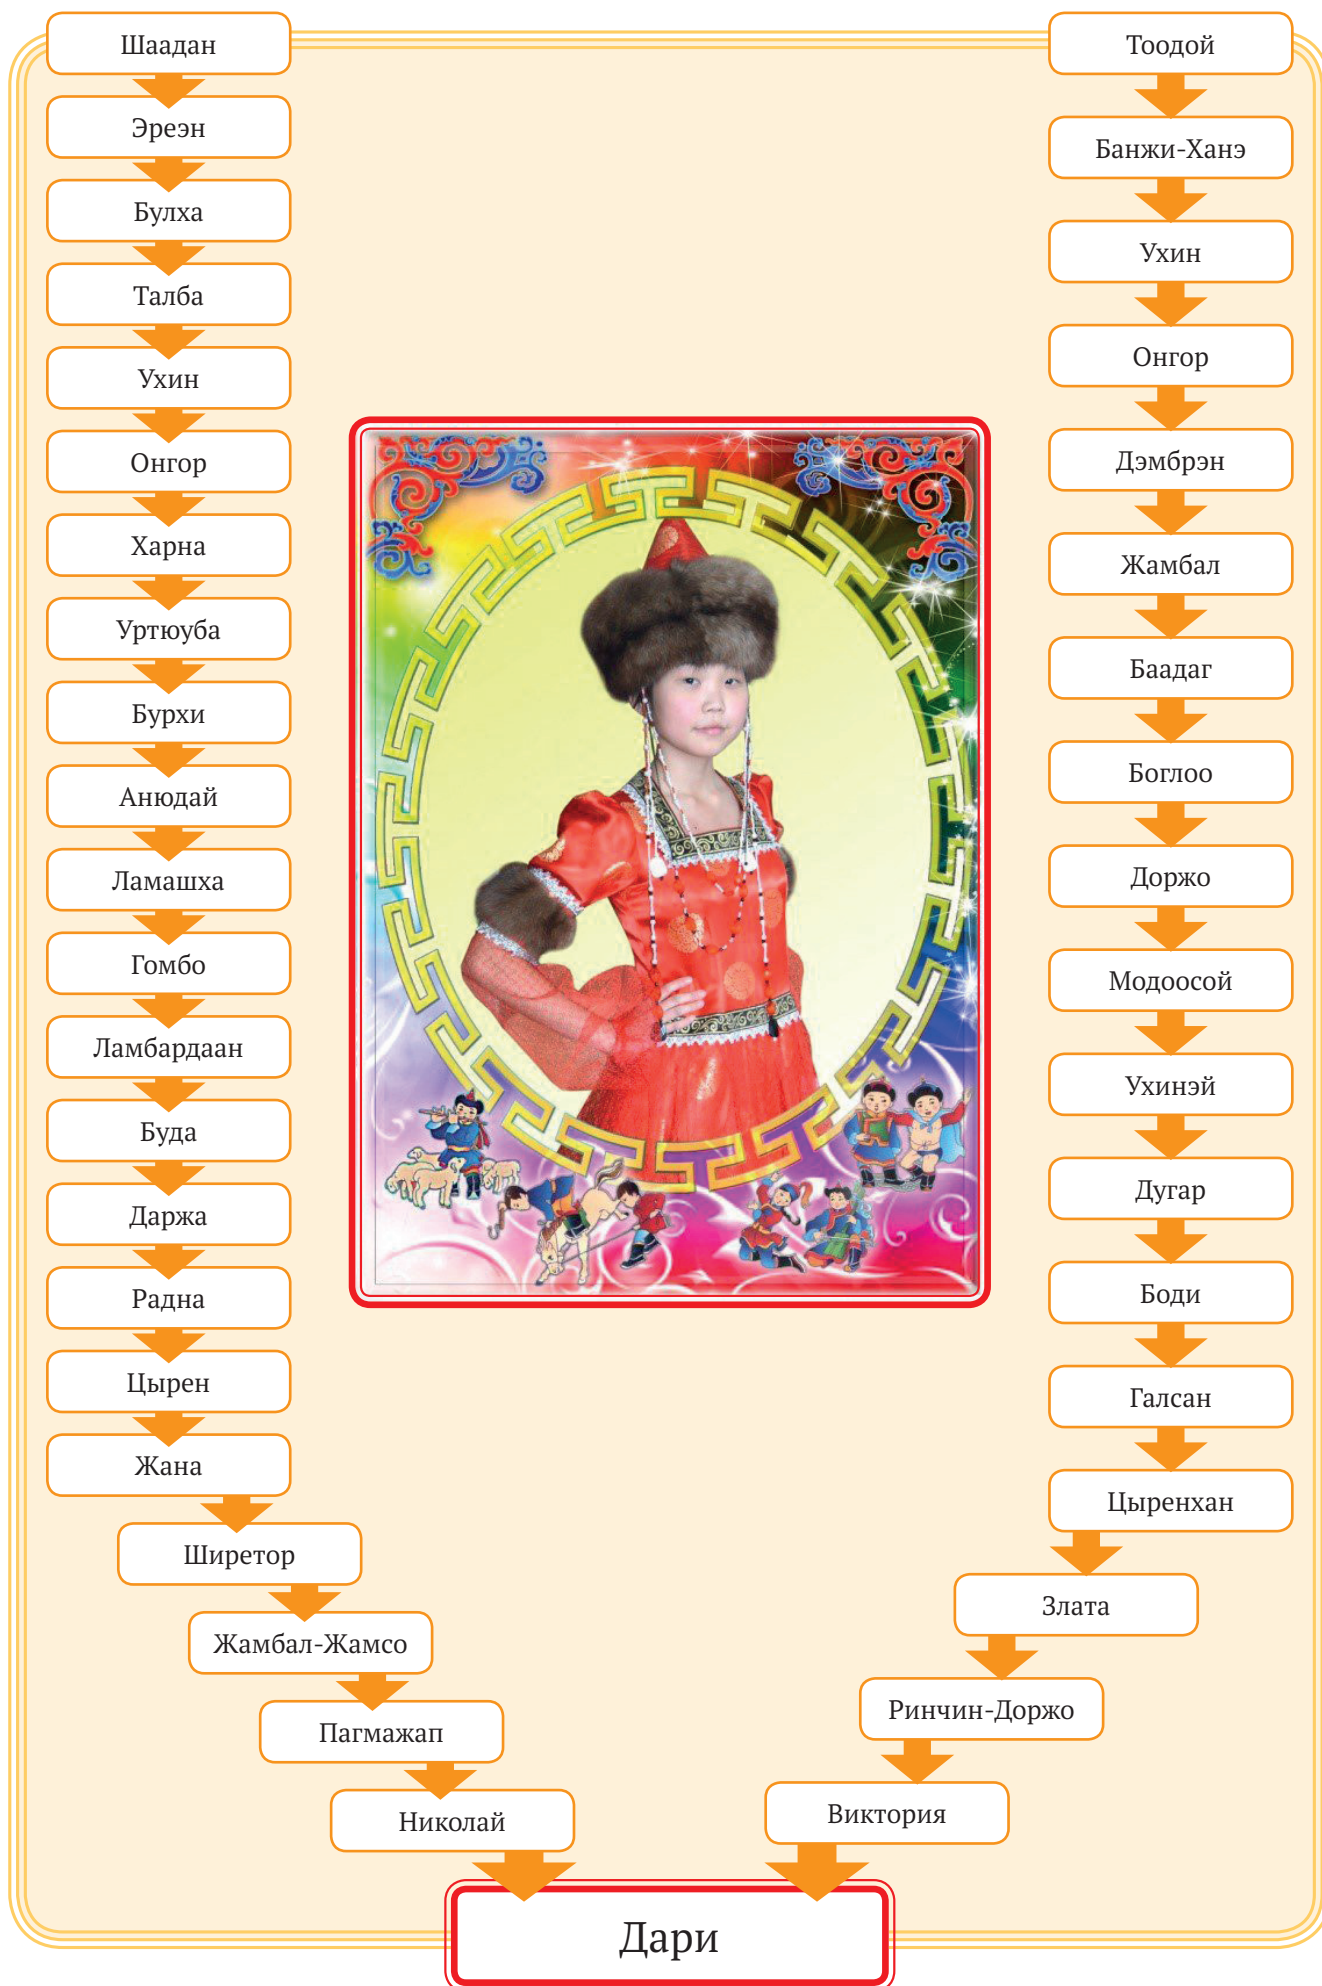 Шаадан
Эреэн
Булха
Талба
Ухин
Онгор
Харна
Уртюуба
Бурхи
Анюдай
Ламашха
Гомбо
Ламбардаан
Буда
Даржа
Радна
Цырен
Жана
Ширетор
Жамбал-Жамсо
Пагмажап
Николай
Тоодой
Банжи-Ханэ
Ухин
Онгор
Дэмбрэн
Жамбал
Баадаг
Боглоо
Доржо
Модоосой
Ухинэй
Дугар
Боди
Галсан
Цыренхан
Злата
Ринчин-Доржо
Виктория
Дари